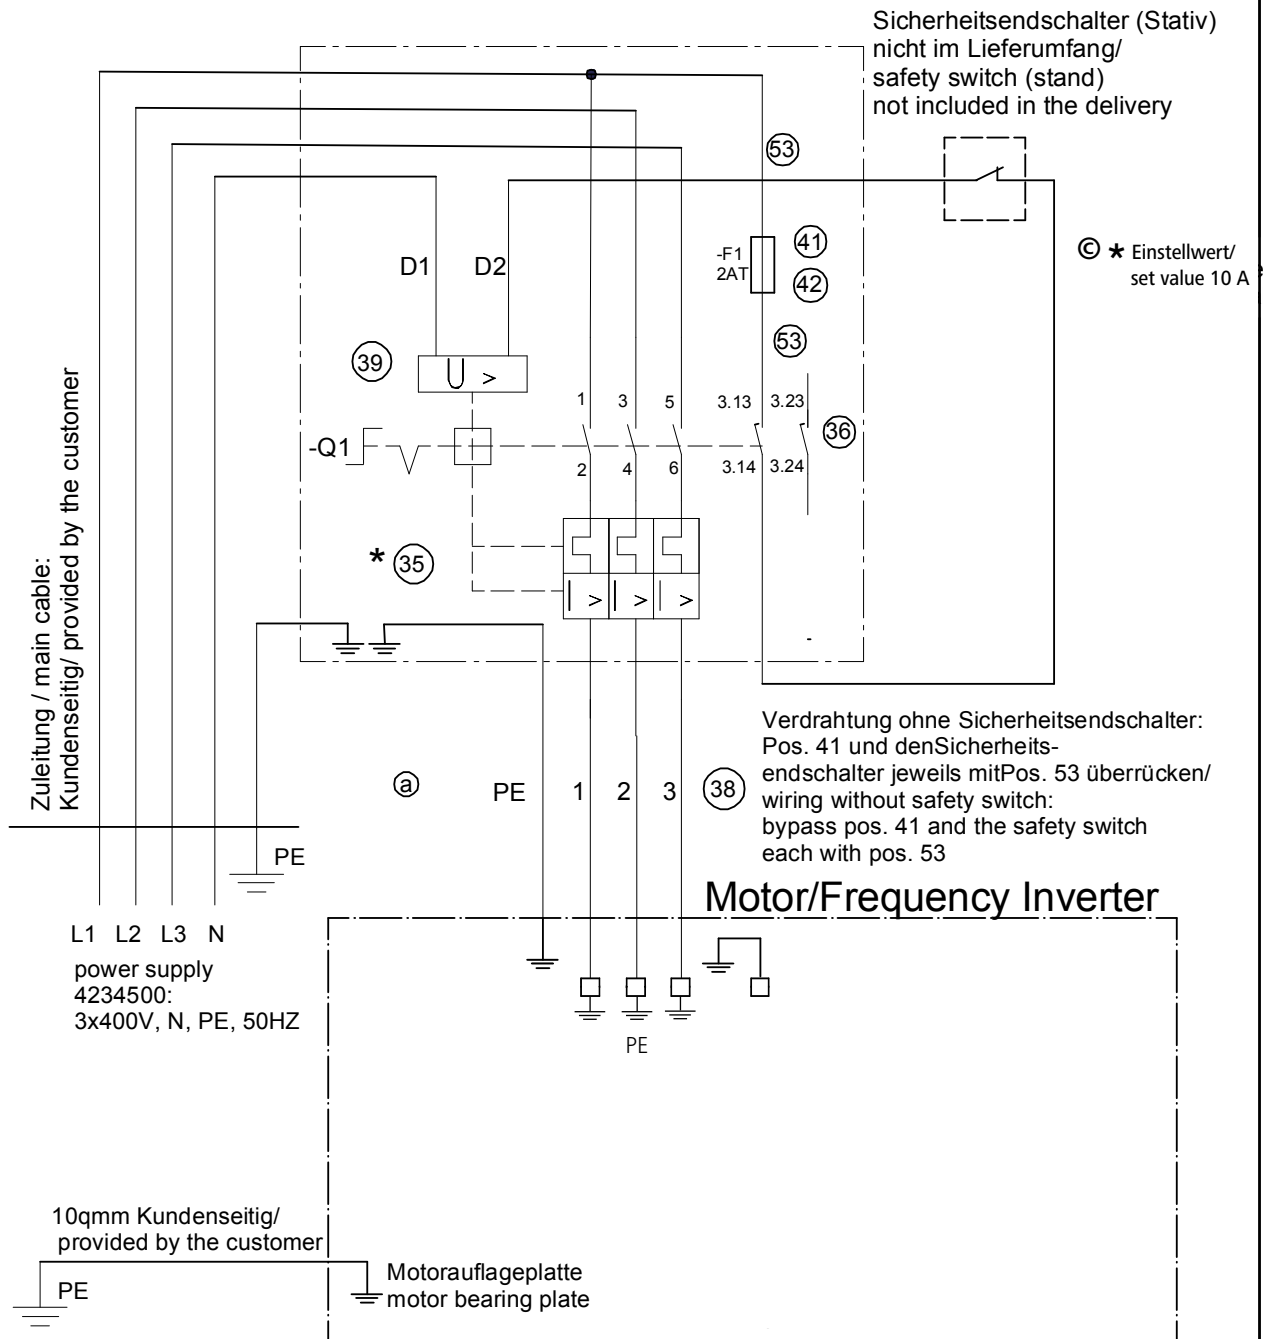 Sicherheitsendschalter (Stativ)
nicht im Lieferumfang/
safety switch (stand)
not included in the delivery
53
© * Einstellwert/
set value 10 A
-F1
2AT
41
42
D1
D2
53
39
U >
1
3
5
3.13
3.23
36
-Q1
2
4
6
3.14
3.24
* 35
I >
I >
I >
Zuleitung / main cable:
Kundenseitig/ provided by the customer
Verdrahtung ohne Sicherheitsendschalter:
Pos. 41 und denSicherheits-
endschalter jeweils mitPos. 53 überrücken/
wiring without safety switch:
bypass pos. 41 and the safety switch
each with pos. 53
a
PE
1
2
3
38
PE
Motor/Frequency Inverter
L1 L2 L3 N
power supply
4234500:
3x400V, N, PE, 50HZ
PE
10qmm Kundenseitig/
provided by the customer
PE
Motorauflageplatte
motor bearing plate